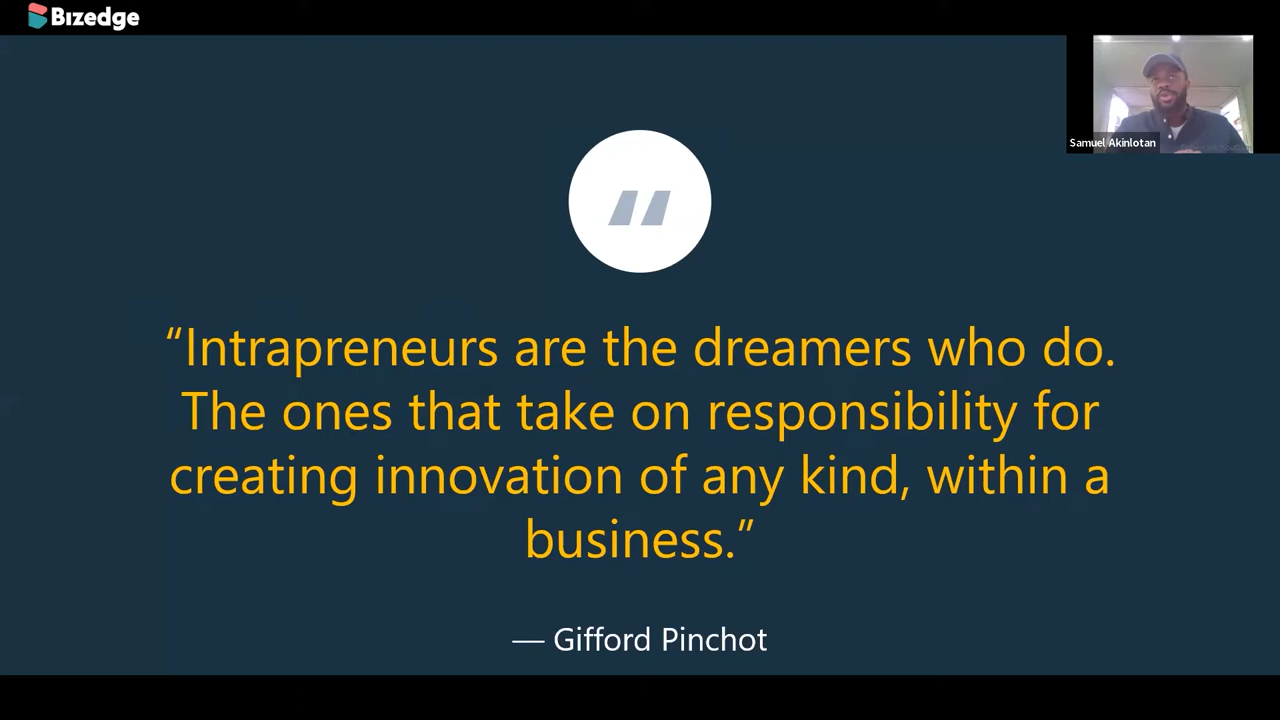 Bizedge
Samuel Akinlotan
“Intrapreneurs are the dreamers who do.
The ones that take on responsibility for
creating innovation of any kind, within a
business.”
— Gifford Pinchot